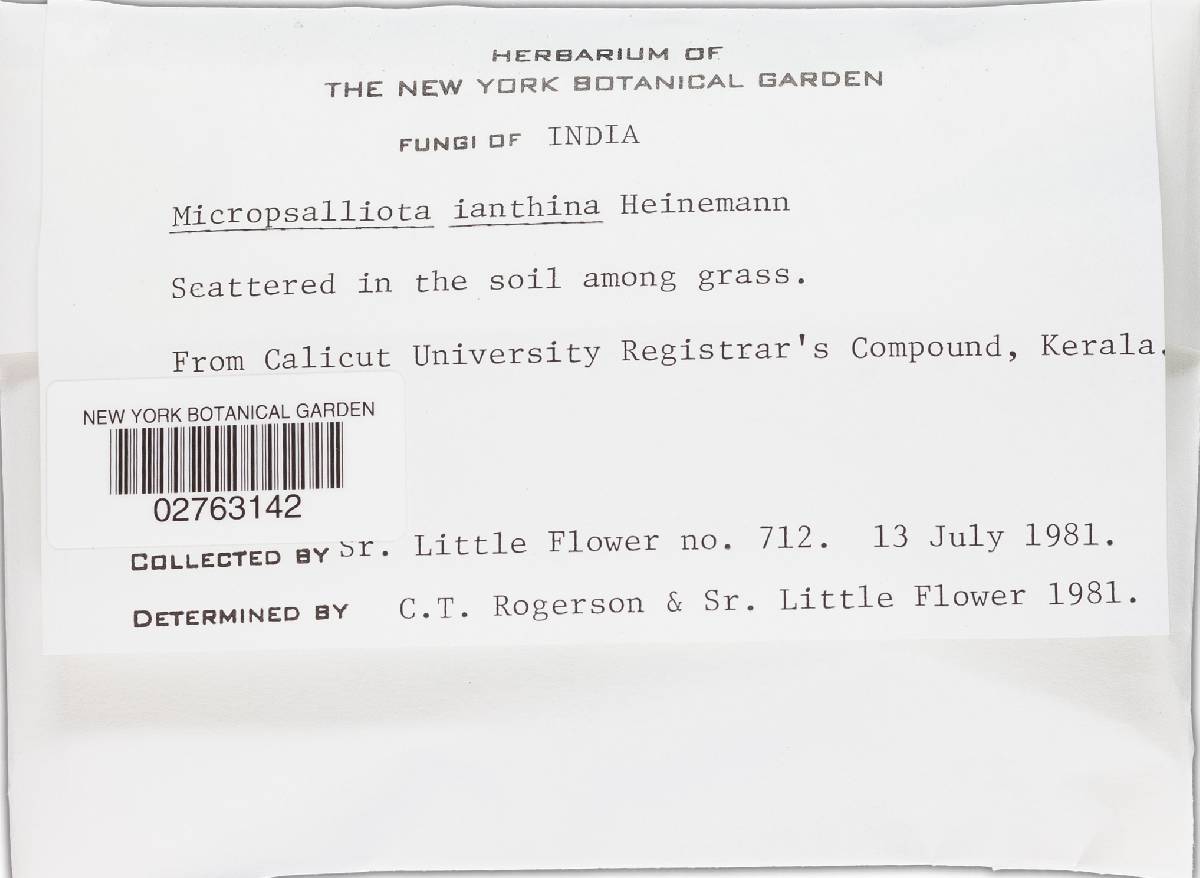 HERBARIUM OF
THE NEW YORK BOTANICAL GARDEN
FUNGI OF INDIA
Micropsalliota ianthina Heinemann
Scattered in the soil among grass.
From Calicut University Registrar's Compound, Kerala.
NEW YORK BOTANICAL GARDEN
02763142
COLLECTED BY Sr. Little Flower no. 712. 13 July 1981.
DETERMINED BY C.T. Rogerson & Sr. Little Flower 1981.